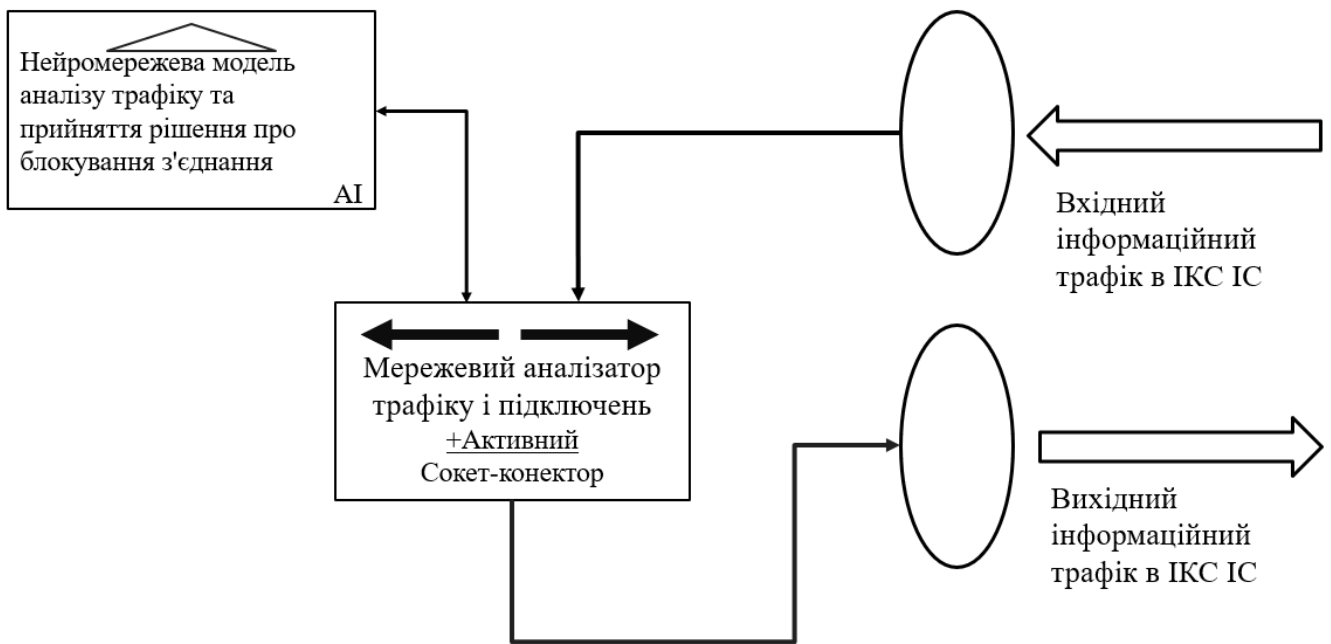 Нейромережева модель
аналізу трафіку та
прийняття рішення про
блокування з'єднання
AI
Вхідний
інформаційний
трафік в ІКС ІС
Мережевий аналізатор
трафіку і підключень
+Активний
Сокет-конектор
Вихідний
інформаційний
трафік в ІКС ІС